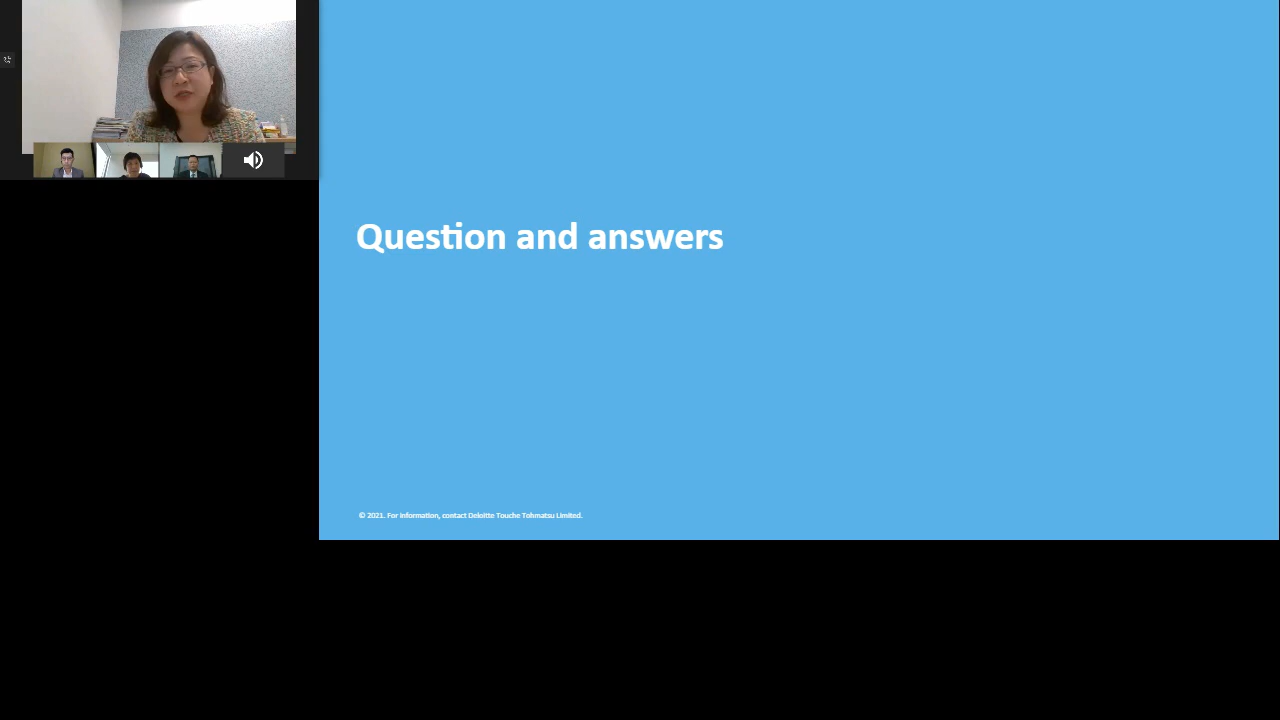 Question and answers
© 2021. For information, contact Deloitte Touche Tohmatsu Limited.